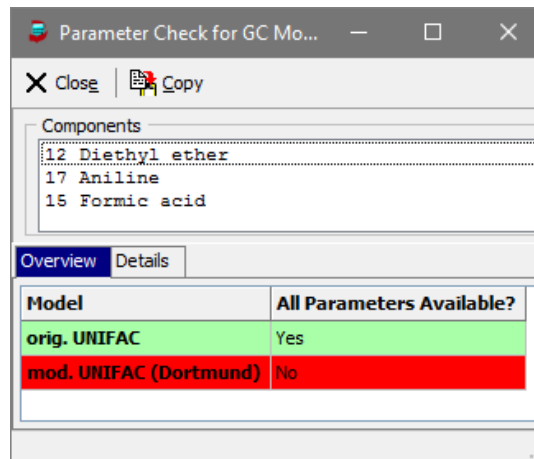 Parameter Check for GC Mo...
Close Copy
Components
12 Diethyl ether
17 Aniline
15 Formic acid
Overview Details
Model All Parameters Available?
orig. UNIFAC Yes
mod. UNIFAC (Dortmund) No